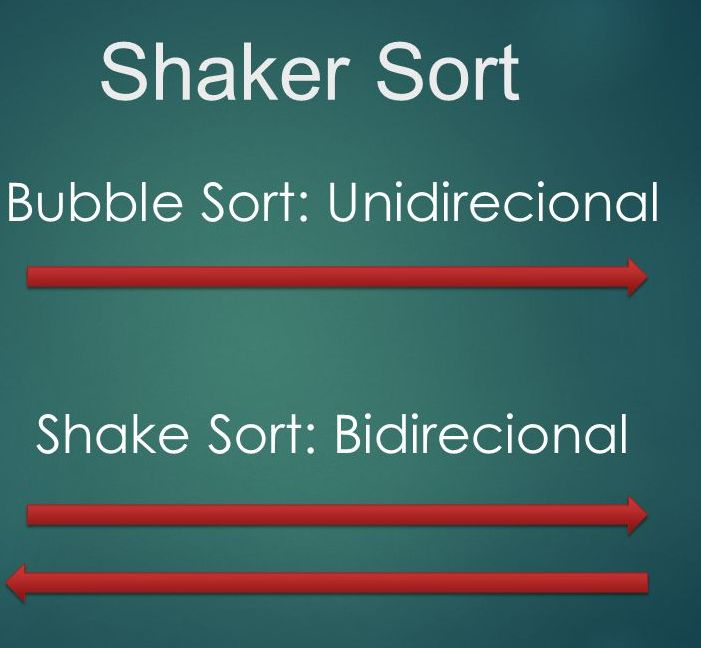 Shaker Sort
Bubble Sort: Unidirecional
Shake Sort: Bidirecional